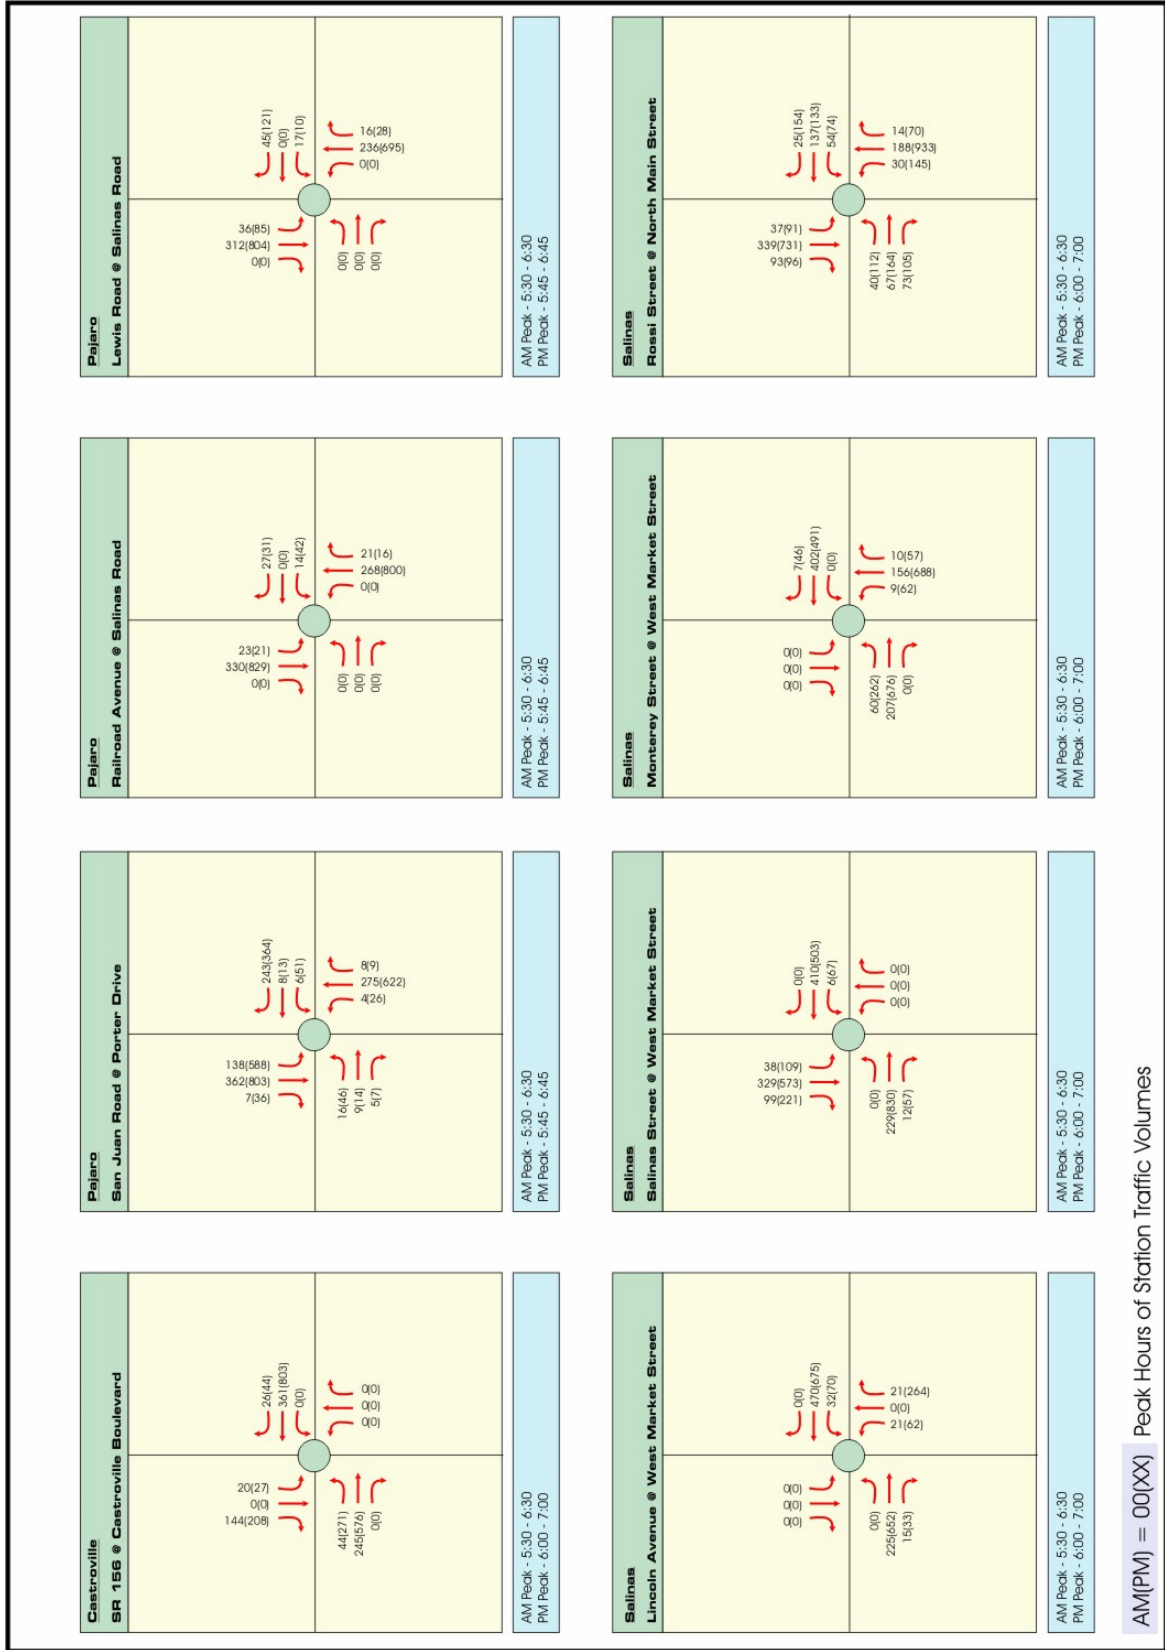 Castroville
SR 156 @ Castroville Boulevard
20(27)
0(0)
144(208)
26(44)
361(803)
0(0)
44(271)
245(576)
0(0)
0(0)
0(0)
0(0)
AM Peak - 5:30 - 6:30
PM Peak - 6:00 - 7:00
Pajaro
San Juan Road @ Porter Drive
138(588)
362(803)
7(36)
243(364)
8(13)
6(51)
16(46)
9(14)
5(7)
8(9)
275(622)
4(26)
AM Peak - 5:30 - 6:30
PM Peak - 5:45 - 6:45
Pajaro
Railroad Avenue @ Salinas Road
23(21)
330(829)
0(0)
27(31)
0(0)
14(42)
0(0)
0(0)
0(0)
21(16)
268(800)
0(0)
AM Peak - 5:30 - 6:30
PM Peak - 5:45 - 6:45
Pajaro
Lewis Road @ Salinas Road
36(85)
312(804)
0(0)
45(121)
0(0)
17(10)
0(0)
0(0)
0(0)
16(28)
236(695)
0(0)
AM Peak - 5:30 - 6:30
PM Peak - 5:45 - 6:45
Salinas
Lincoln Avenue @ West Market Street
0(0)
0(0)
0(0)
0(0)
470(675)
32(70)
0(0)
225(652)
15(33)
21(264)
0(0)
21(62)
AM Peak - 5:30 - 6:30
PM Peak - 6:00 - 7:00
Salinas
Salinas Street @ West Market Street
38(109)
329(573)
99(221)
0(0)
410(503)
6(67)
0(0)
229(830)
12(57)
0(0)
0(0)
0(0)
AM Peak - 5:30 - 6:30
PM Peak - 6:00 - 7:00
Salinas
Monterey Street @ West Market Street
0(0)
0(0)
0(0)
7(46)
402(491)
0(0)
60(262)
207(676)
0(0)
10(57)
156(688)
9(62)
AM Peak - 5:30 - 6:30
PM Peak - 6:00 - 7:00
Salinas
Rossi Street @ North Main Street
37(91)
339(731)
93(96)
25(154)
137(133)
54(74)
40(112)
67(164)
73(105)
14(70)
188(933)
30(145)
AM Peak - 5:30 - 6:30
PM Peak - 6:00 - 7:00
AM(PM) = 00(XX) Peak Hours of Station Traffic Volumes